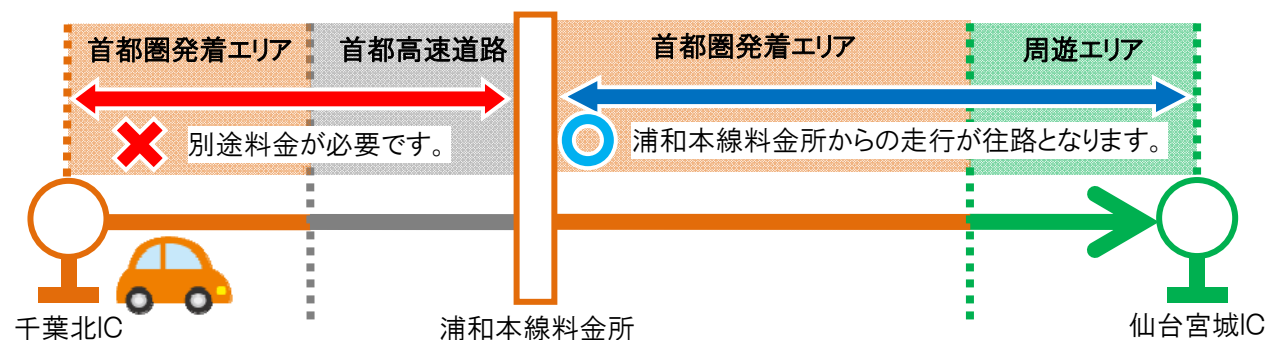 首都圏発着エリア
首都高速道路
首都圏発着エリア
周遊エリア
別途料金が必要です。
浦和本線料金所からの走行が往路となります。
千葉北IC
浦和本線料金所
仙台宮城IC